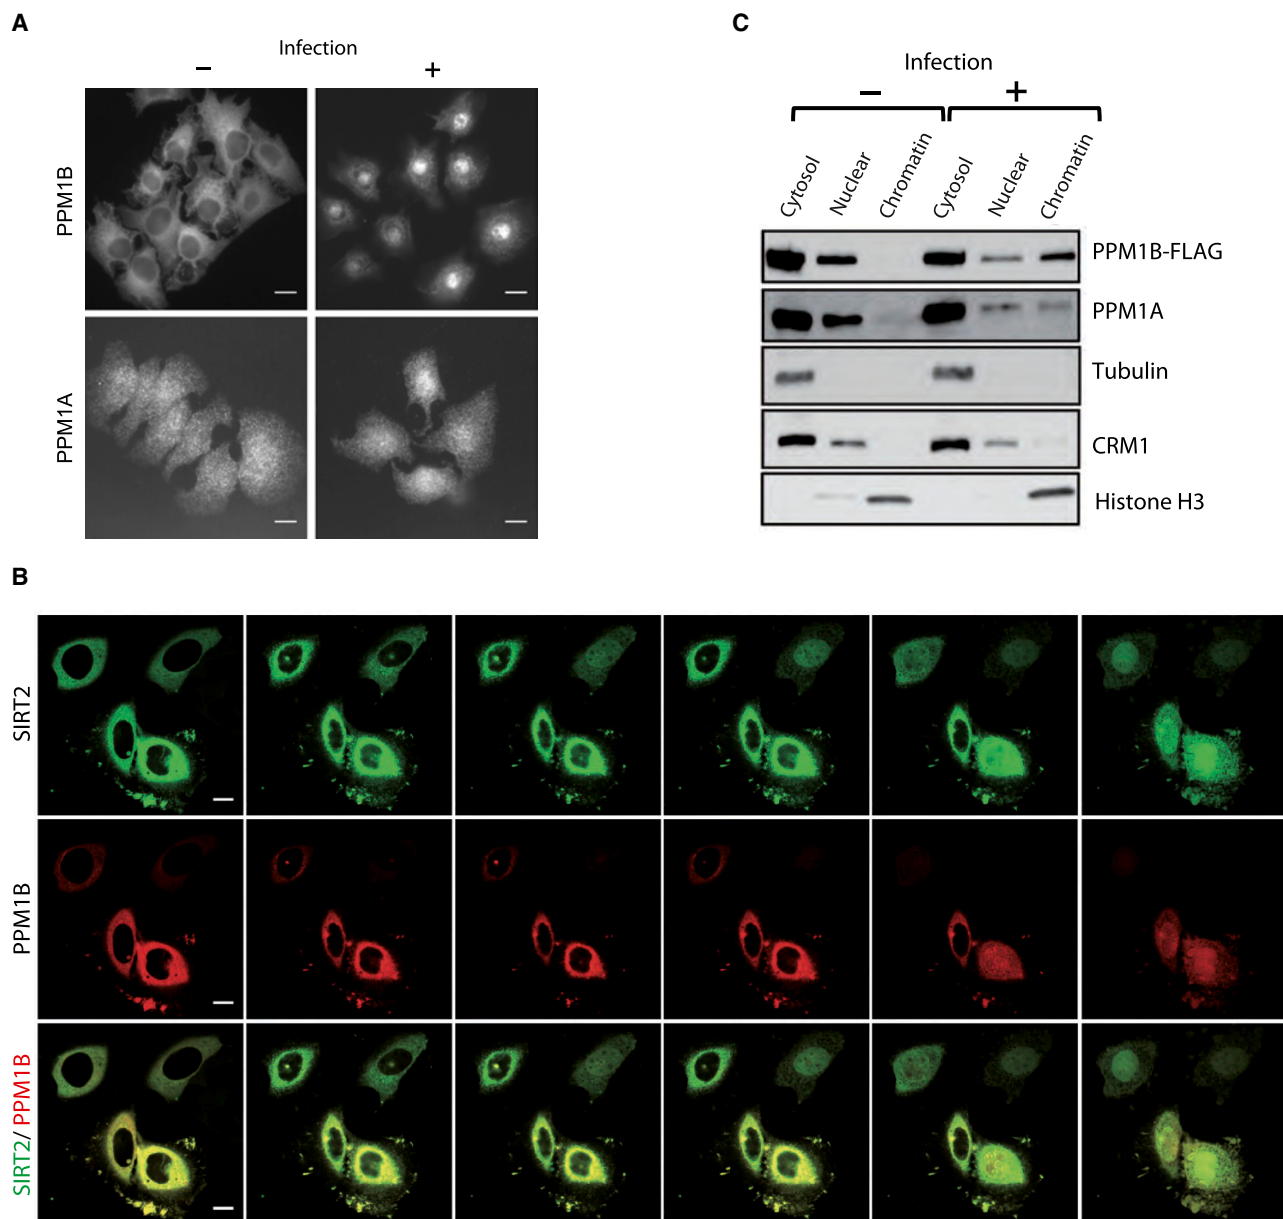 A
Infection
− +
PPM1B
PPM1A
C
Infection
− +
Cytosol Nuclear Chromatin Cytosol Nuclear Chromatin
PPM1B-FLAG
PPM1A
Tubulin
CRM1
Histone H3
B
SIRT2
PPM1B
SIRT2/ PPM1B